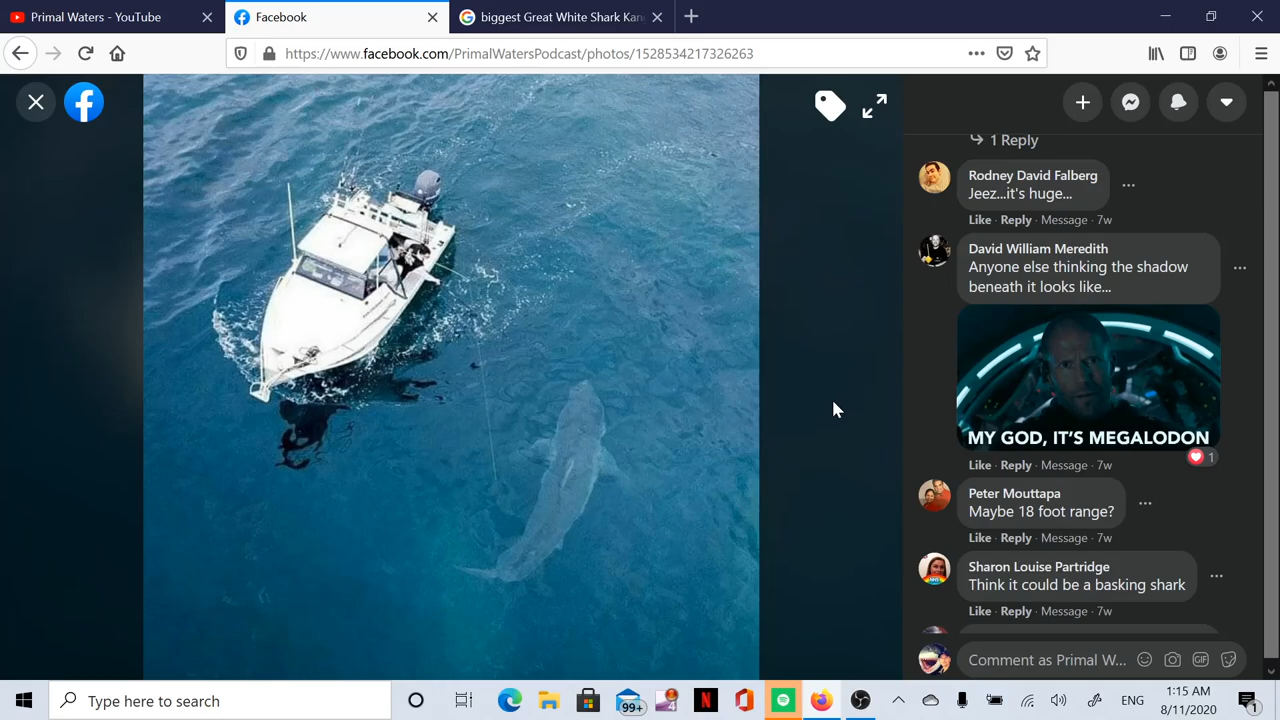 Primal Waters - YouTube
Facebook
biggest Great White Shark Kan
https://www.facebook.com/PrimalWatersPodcast/photos/1528534217326263
1 Reply
Rodney David Falberg
Jeez...it's huge...
Like · Reply · Message · 7w
David William Meredith
Anyone else thinking the shadow
beneath it looks like...
MY GOD, IT'S MEGALODON
1
Like · Reply · Message · 7w
Peter Mouttapa
Maybe 18 foot range?
Like · Reply · Message · 7w
Sharon Louise Partridge
Think it could be a basking shark
Like · Reply · Message · 7w
Comment as Primal W...
GIF
Type here to search
99+
4
N
ENG
1:15 AM
8/11/2020
1